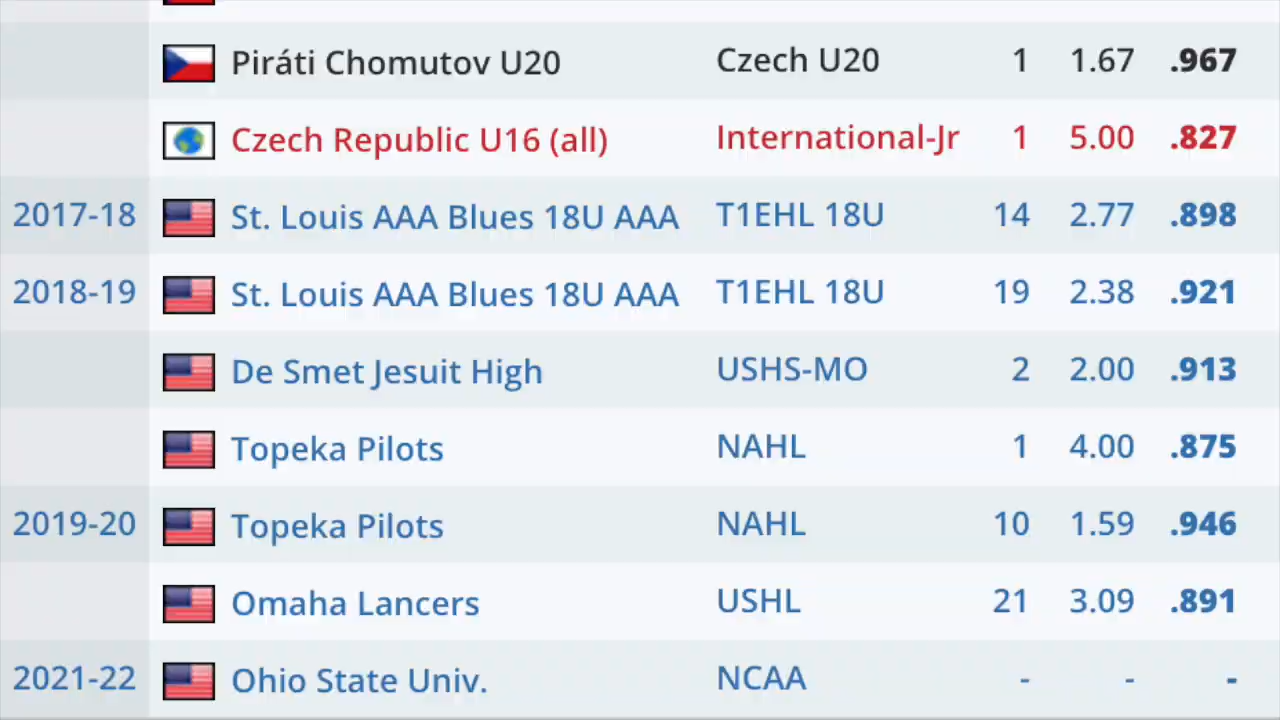 Piráti Chomutov U20 Czech U20 1 1.67 .967
Czech Republic U16 (all) International-Jr 1 5.00 .827
2017-18 St. Louis AAA Blues 18U AAA T1EHL 18U 14 2.77 .898
2018-19 St. Louis AAA Blues 18U AAA T1EHL 18U 19 2.38 .921
De Smet Jesuit High USHS-MO 2 2.00 .913
Topeka Pilots NAHL 1 4.00 .875
2019-20 Topeka Pilots NAHL 10 1.59 .946
Omaha Lancers USHL 21 3.09 .891
2021-22 Ohio State Univ. NCAA - - -